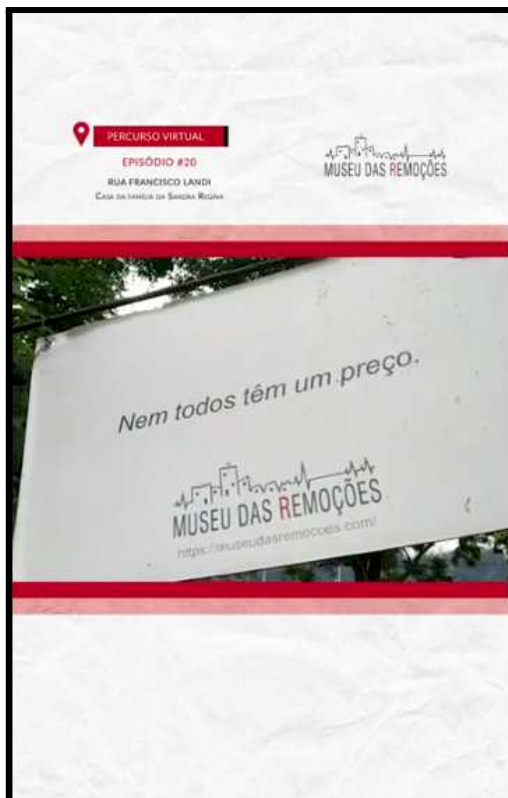 PERCURSO VIRTUAL
EPISÓDIO #20
RUA FRANCISCO LANDI
CASA DA FAMÍLIA DA SANDRA REGINA
MUSEU DAS REMOÇÕES
Nem todos têm um preço.
MUSEU DAS REMOÇÕES
https://museudasremocoes.com/